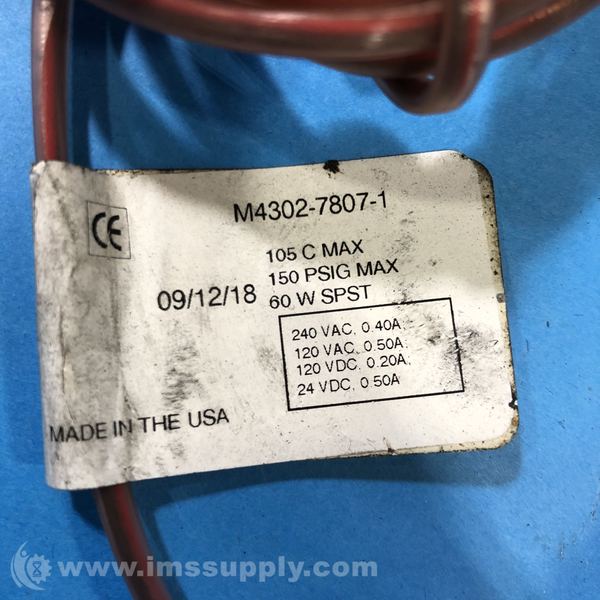 M4302-7807-1
CE
105 C MAX
150 PSIG MAX
09/12/18 60 W SPST
240 VAC, 0.40A,
120 VAC, 0.50A,
120 VDC, 0.20A,
24 VDC, 0.50A
MADE IN THE USA
www.imssupply.com